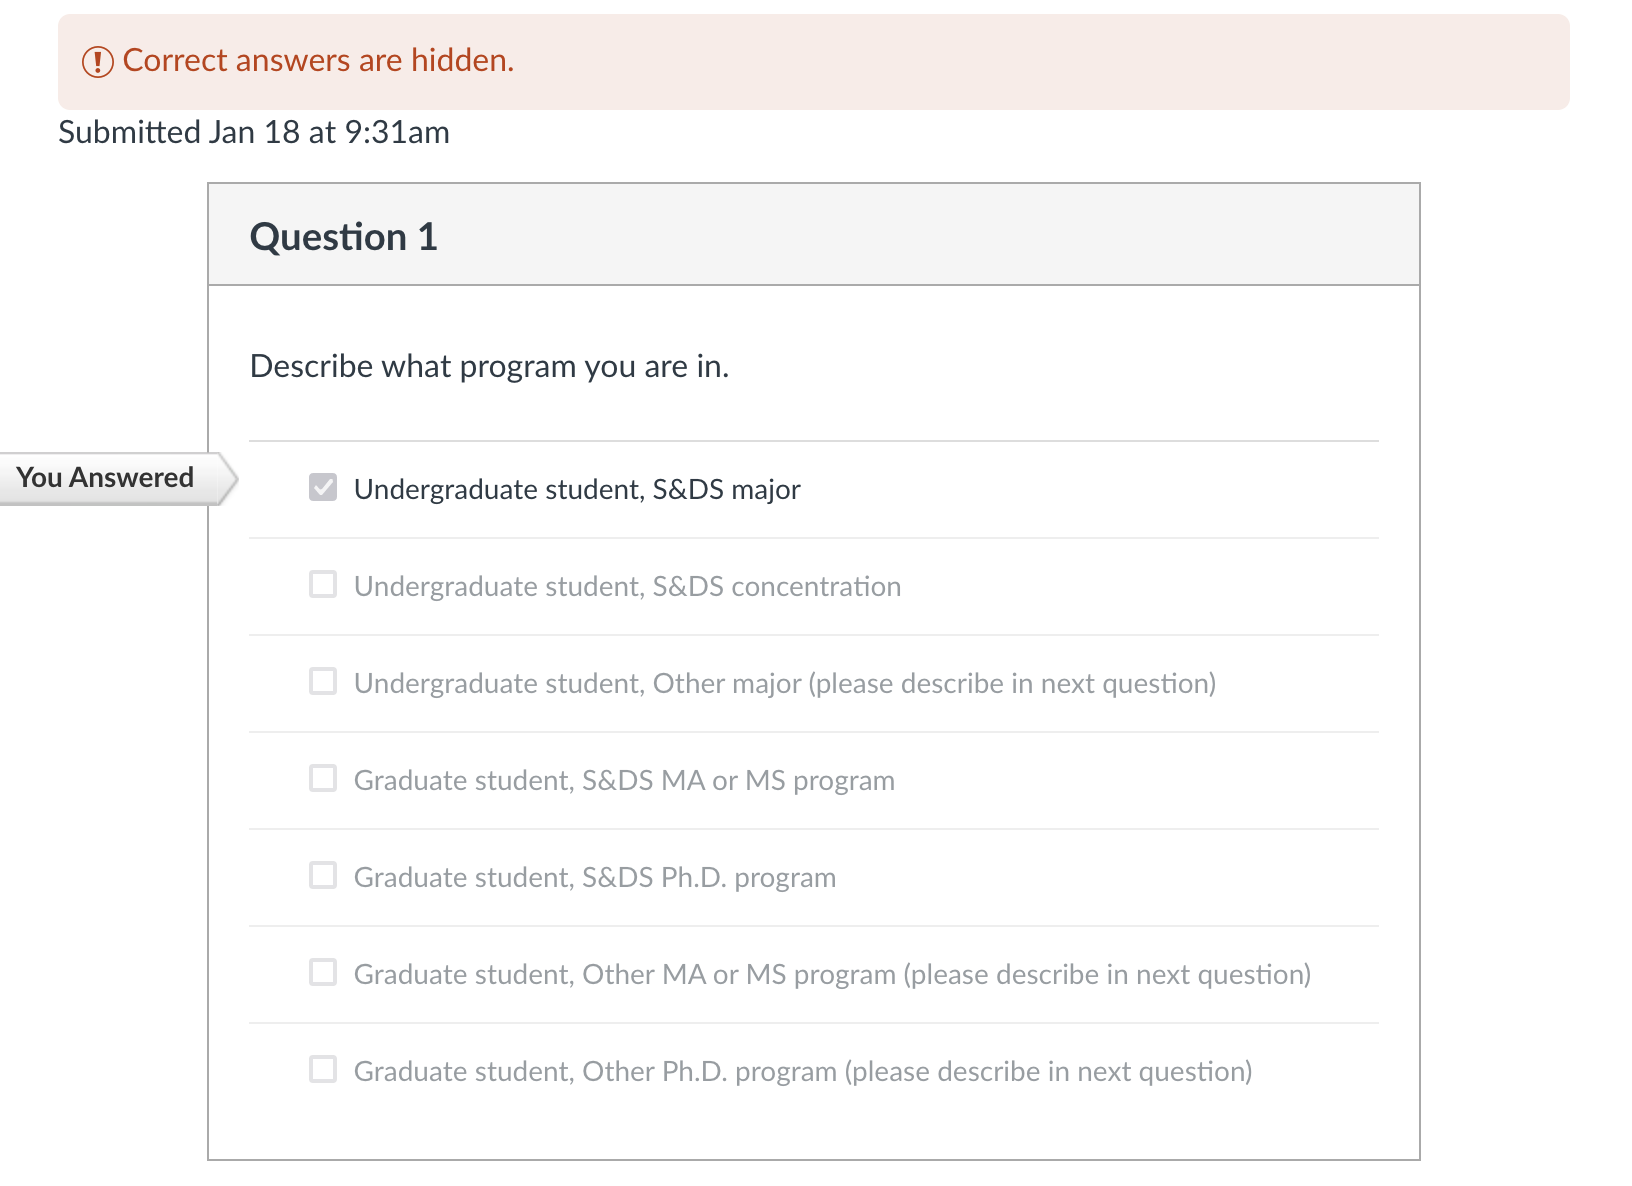 Correct answers are hidden.
Submitted Jan 18 at 9:31am
Question 1
Describe what program you are in.
You Answered
Undergraduate student, S&DS major
Undergraduate student, S&DS concentration
Undergraduate student, Other major (please describe in next question)
Graduate student, S&DS MA or MS program
Graduate student, S&DS Ph.D. program
Graduate student, Other MA or MS program (please describe in next question)
Graduate student, Other Ph.D. program (please describe in next question)